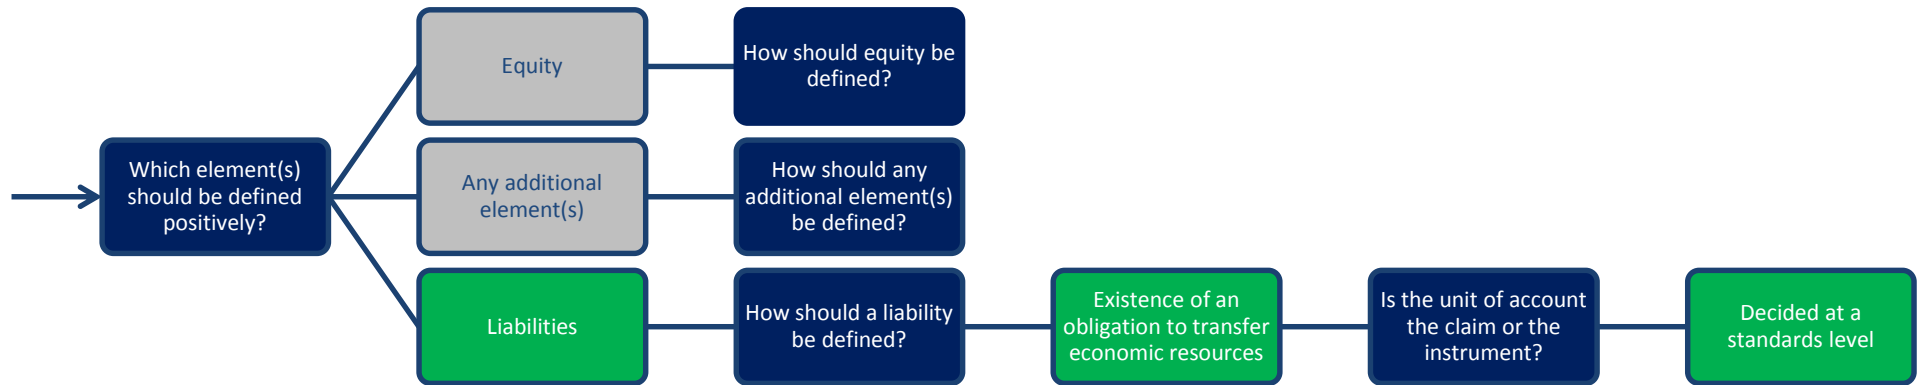 Which element(s)
should be defined
positively?
Equity
How should equity be
defined?
Any additional
element(s)
How should any
additional element(s)
be defined?
Liabilities
How should a liability
be defined?
Existence of an
obligation to transfer
economic resources
Is the unit of account
the claim or the
instrument?
Decided at a
standards level